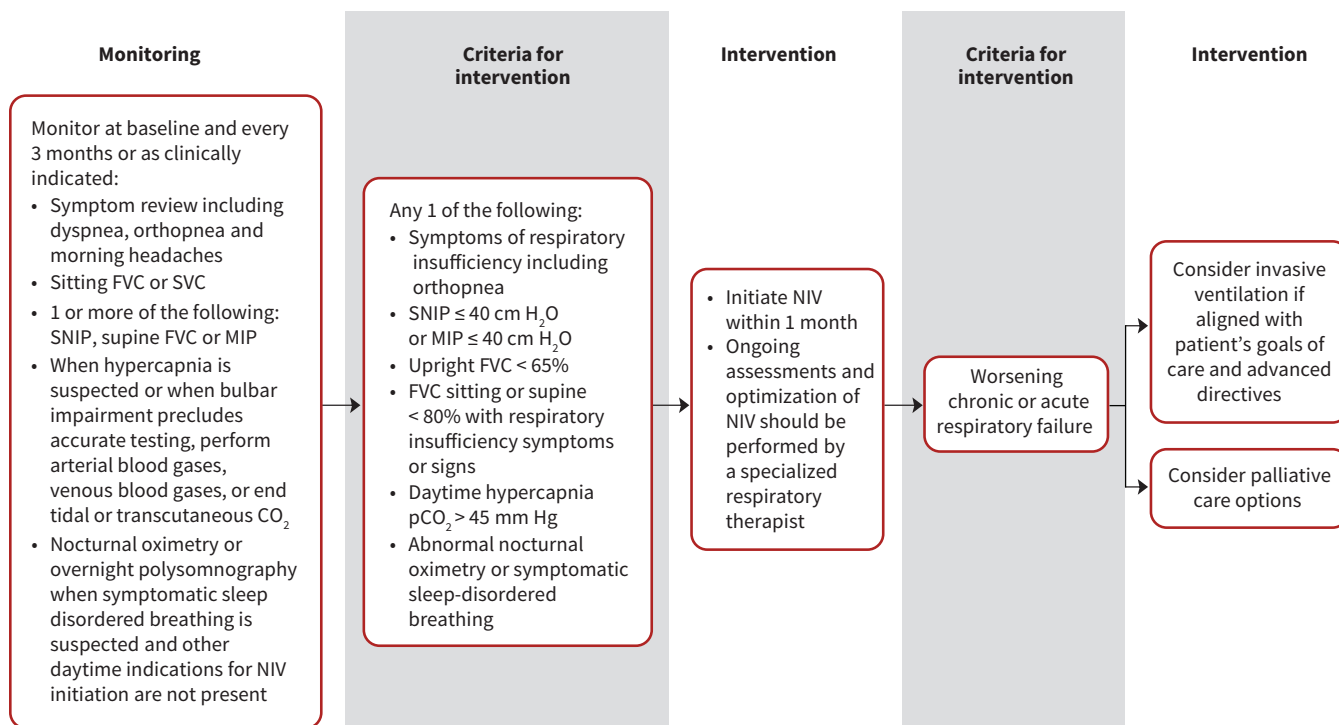 Monitoring
Monitor at baseline and every
3 months or as clinically
indicated:
• Symptom review including
dyspnea, orthopnea and
morning headaches
• Sitting FVC or SVC
• 1 or more of the following:
SNIP, supine FVC or MIP
• When hypercapnia is
suspected or when bulbar
impairment precludes
accurate testing, perform
arterial blood gases,
venous blood gases, or end
tidal or transcutaneous CO₂
• Nocturnal oximetry or
overnight polysomnography
when symptomatic sleep
disordered breathing is
suspected and other
daytime indications for NIV
initiation are not present
Criteria for
intervention
Any 1 of the following:
• Symptoms of respiratory
insufficiency including
orthopnea
• SNIP ≤ 40 cm H₂O
or MIP ≤ 40 cm H₂O
• Upright FVC < 65%
• FVC sitting or supine
< 80% with respiratory
insufficiency symptoms
or signs
• Daytime hypercapnia
pCO₂ > 45 mm Hg
• Abnormal nocturnal
oximetry or symptomatic
sleep-disordered
breathing
Intervention
• Initiate NIV
within 1 month
• Ongoing
assessments and
optimization of
NIV should be
performed by
a specialized
respiratory
therapist
Criteria for
intervention
Worsening
chronic or acute
respiratory failure
Intervention
Consider invasive
ventilation if
aligned with
patient’s goals of
care and advanced
directives
Consider palliative
care options